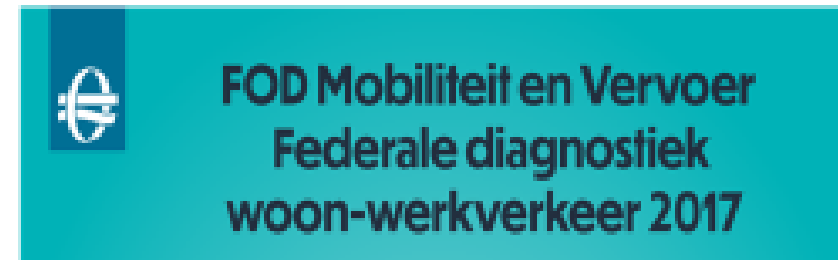 FOD Mobiliteit en Vervoer
Federale diagnostiek
woon-werkverkeer 2017